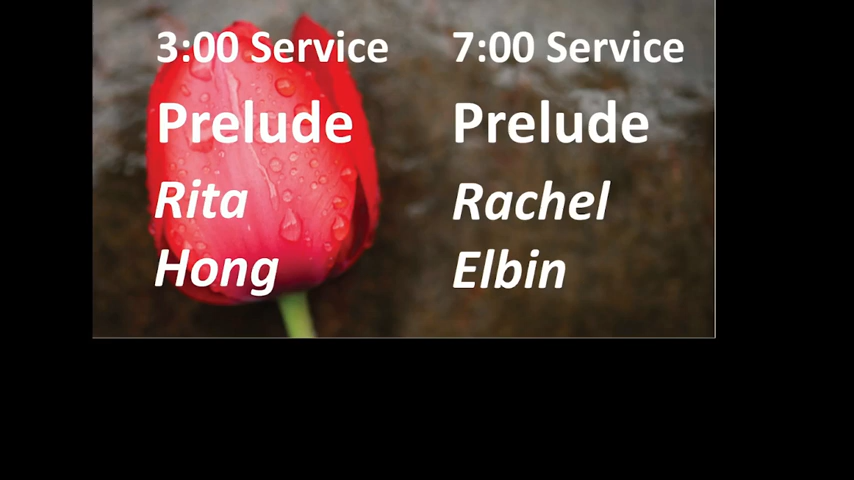 3:00 Service
Prelude
Rita
Hong
7:00 Service
Prelude
Rachel
Elbin